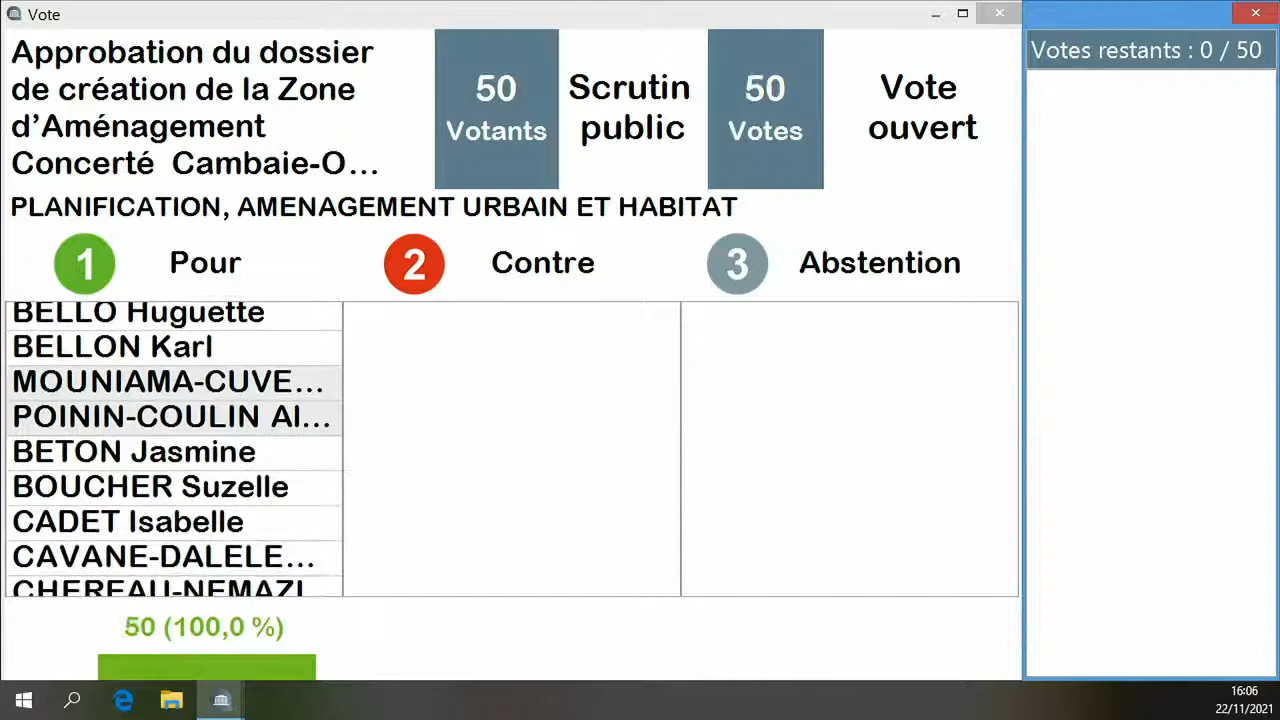 Vote
Approbation du dossier
de création de la Zone
d’Aménagement
Concerté Cambaie-O...
50
Votants
Scrutin
public
50
Votes
Vote
ouvert
Votes restants : 0 / 50
PLANIFICATION, AMENAGEMENT URBAIN ET HABITAT
1 Pour
2 Contre
3 Abstention
BELLO Huguette
BELLON Karl
MOUNIAMA-CUVE...
POININ-COULIN Al...
BETON Jasmine
BOUCHER Suzelle
CADET Isabelle
CAVANE-DALELE...
CHEREAU-NEMAZI
50 (100,0 %)
16:06
22/11/2021